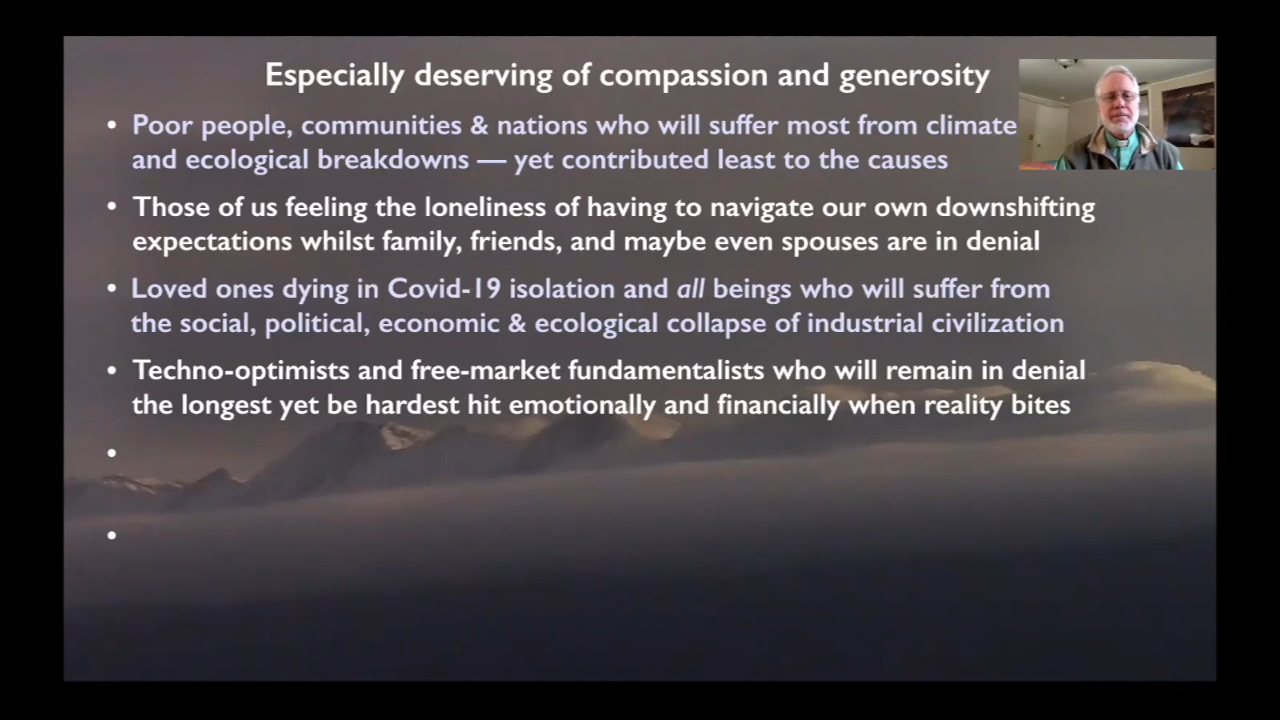 Especially deserving of compassion and generosity
• Poor people, communities & nations who will suffer most from climate
and ecological breakdowns — yet contributed least to the causes
• Those of us feeling the loneliness of having to navigate our own downshifting
expectations whilst family, friends, and maybe even spouses are in denial
• Loved ones dying in Covid-19 isolation and all beings who will suffer from
the social, political, economic & ecological collapse of industrial civilization
• Techno-optimists and free-market fundamentalists who will remain in denial
the longest yet be hardest hit emotionally and financially when reality bites
•
•